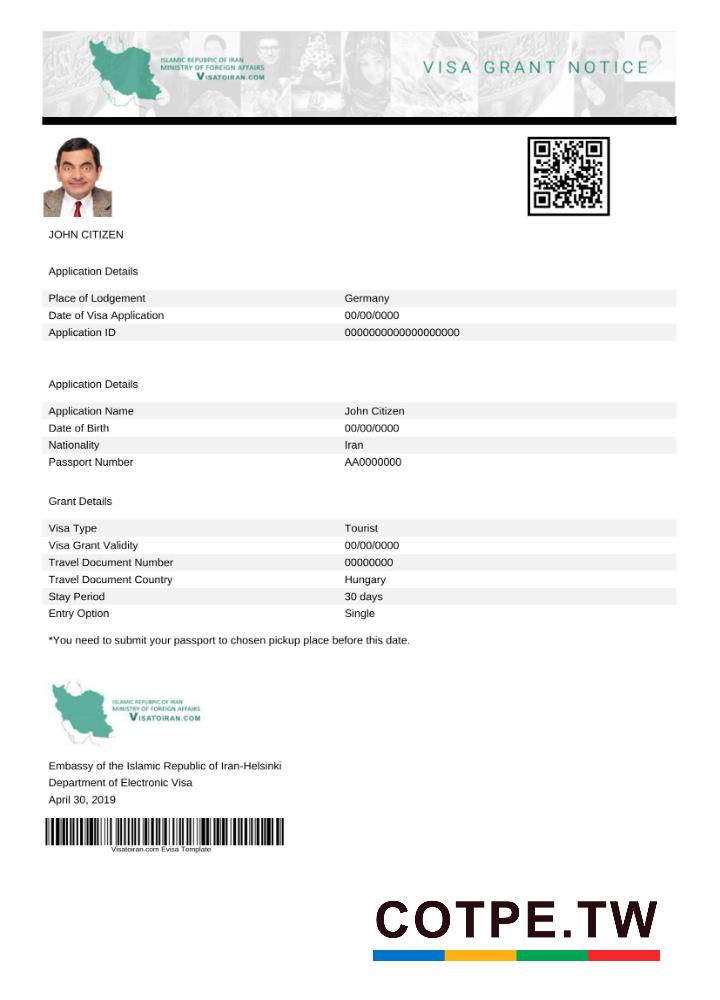 ISLAMIC REPUBPIC OF IRAN
MINISTRY OF FOREIGN AFFAIRS
VISATOIRAN.COM
VISA GRANT NOTICE
JOHN CITIZEN
Application Details
Place of Lodgement Germany
Date of Visa Application 00/00/0000
Application ID 0000000000000000000
Application Details
Application Name John Citizen
Date of Birth 00/00/0000
Nationality Iran
Passport Number AA0000000
Grant Details
Visa Type Tourist
Visa Grant Validity 00/00/0000
Travel Document Number 00000000
Travel Document Country Hungary
Stay Period 30 days
Entry Option Single
*You need to submit your passport to chosen pickup place before this date.
ISLAMIC REPUBPIC OF IRAN
MINISTRY OF FOREIGN AFFAIRS
VISATOIRAN.COM
Embassy of the Islamic Republic of Iran-Helsinki
Department of Electronic Visa
April 30, 2019
Visatoiran.com Evisa Template
COTPE.TW